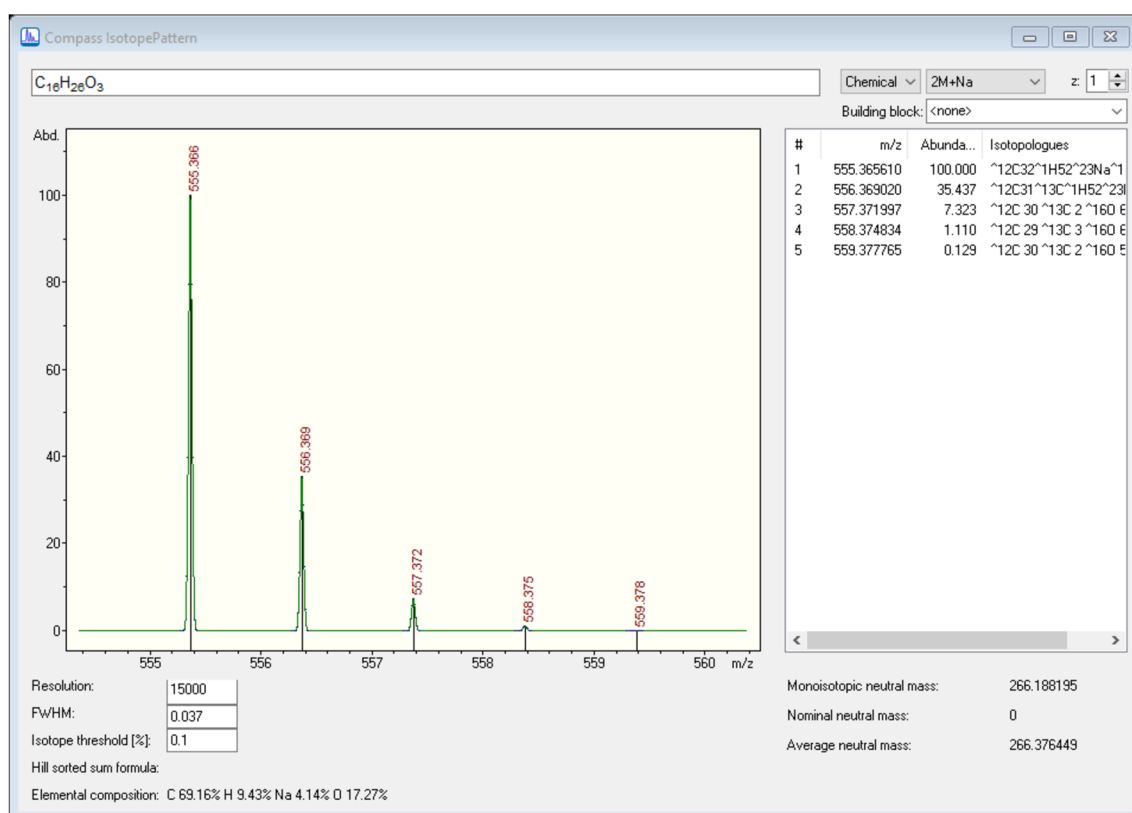 Compass IsotopePattern
C₁₆H₂₆O₃
Chemical 2M+Na z: 1
Building block: <none>
Abd.
100
80
60
40
20
0
555.366
556.369
557.372
558.375
559.378
555 556 557 558 559 560 m/z
# m/z Abunda... Isotopologues
1 555.365610 100.000 ^12C32^1H52^23Na^1
2 556.369020 35.437 ^12C31^13C^1H52^23
3 557.371997 7.323 ^12C 30 ^13C 2 ^16O 6
4 558.374834 1.110 ^12C 29 ^13C 3 ^16O 6
5 559.377765 0.129 ^12C 30 ^13C 2 ^16O 5
Resolution: 15000
FWHM: 0.037
Isotope threshold [%]: 0.1
Hill sorted sum formula:
Elemental composition: C 69.16% H 9.43% Na 4.14% O 17.27%
Monoisotopic neutral mass: 266.188195
Nominal neutral mass: 0
Average neutral mass: 266.376449